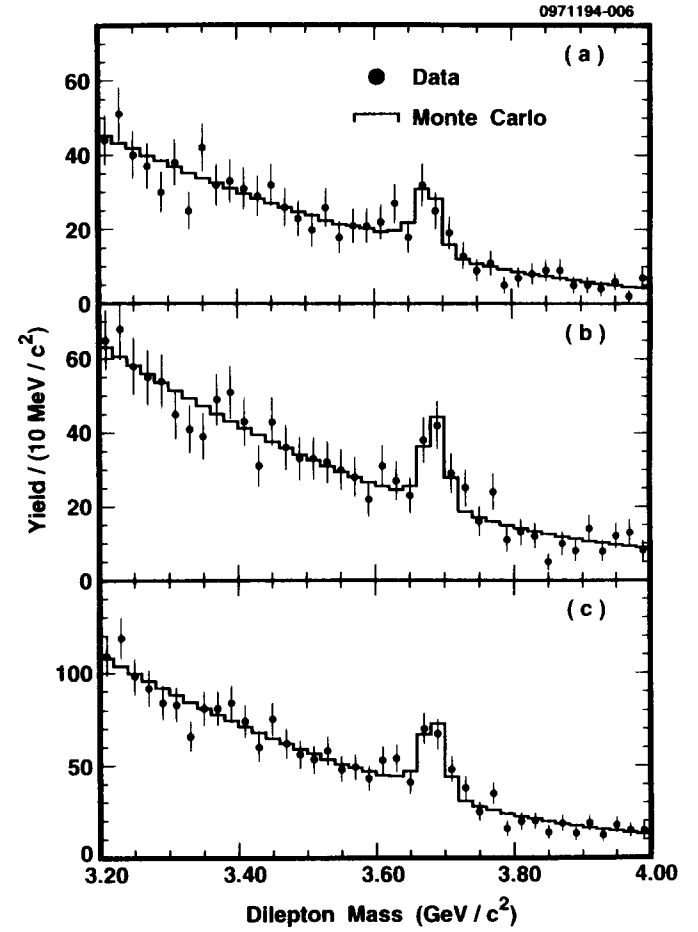 0971194-006
( a )
60
40
20
0
Data
Monte Carlo
( b )
60
40
20
0
( c )
100
50
0
3.20
3.40
3.60
3.80
4.00
Yield / (10 MeV / c²)
Dilepton Mass (GeV / c²)